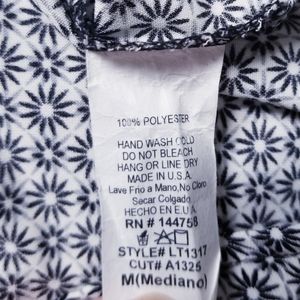 100% POLYESTER
HAND WASH COLD
DO NOT BLEACH
HANG OR LINE DRY
MADE IN U.S.A.
Lave Frio a Mano,No Cloro
Secar Colgado
HECHO EN E.U.A.
RN # 144758
STYLE# LT1317
CUT# A1325
M(Mediano)